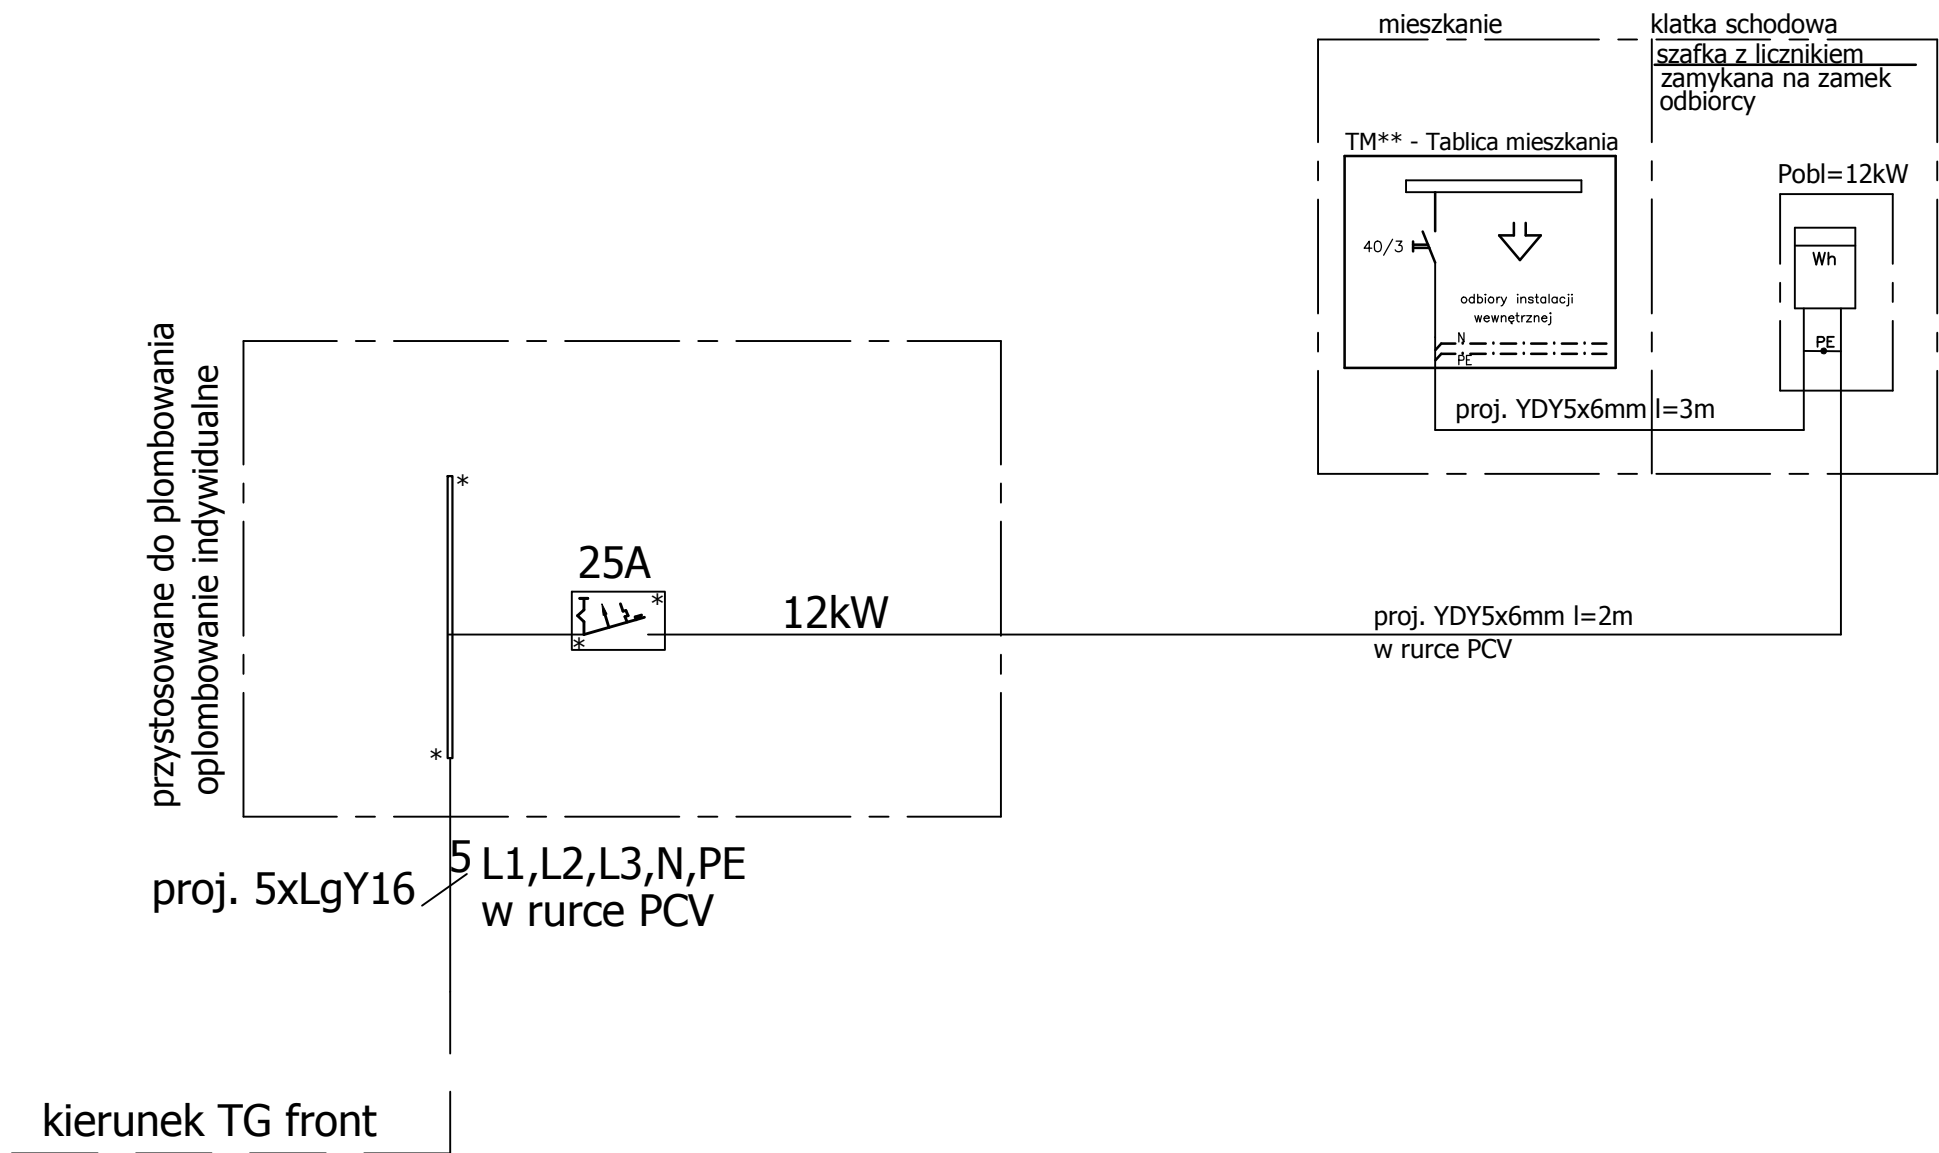 mieszkanie
klatka schodowa
szafka z licznikiem
zamykana na zamek
odbiorcy
TM** - Tablica mieszkania
Pobl=12kW
40/3
Wh
odbiory instalacji
wewnętrznej
N
PE
PE
proj. YDY5x6mm l=3m
przystosowane do plombowania
oplombowanie indywidualne
*
25A
*
*
12kW
proj. YDY5x6mm l=2m
w rurce PCV
*
5
L1,L2,L3,N,PE
proj. 5xLgY16
w rurce PCV
kierunek TG front